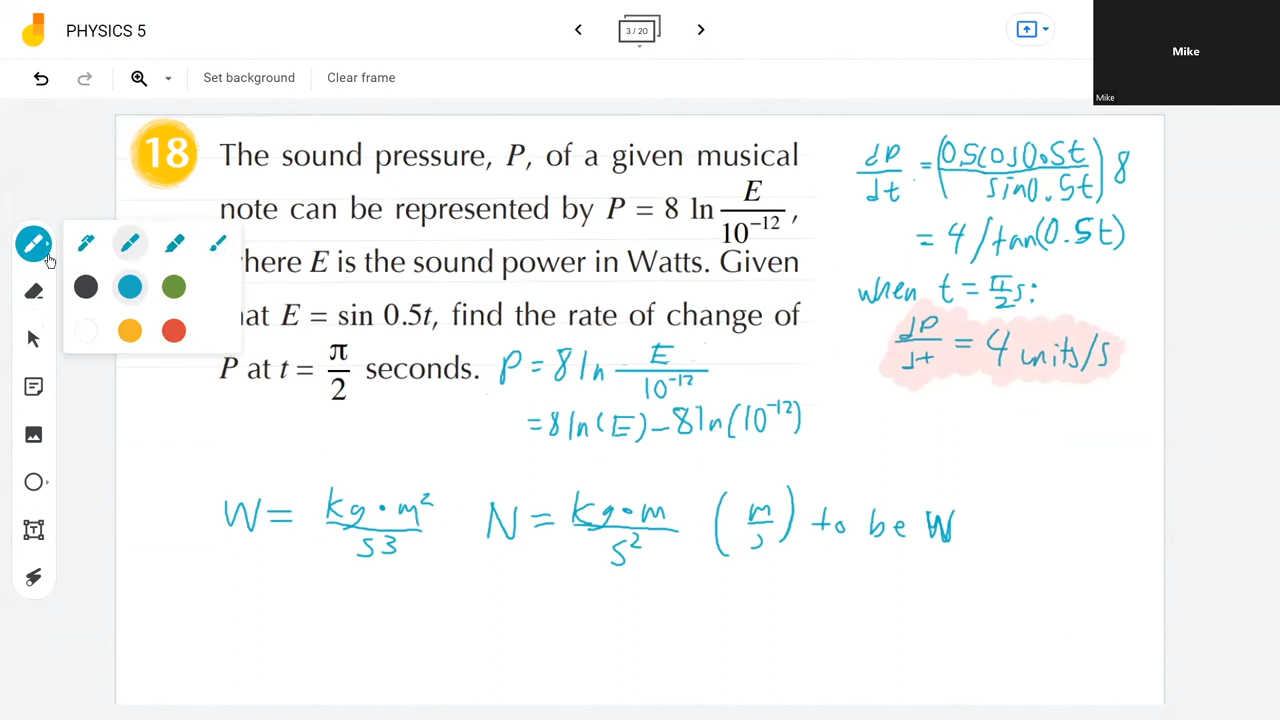 PHYSICS 5
3 / 20
Mike
Mike
Set background
Clear frame
18
The sound pressure, P, of a given musical
note can be represented by P = 8 ln E/10^-12,
here E is the sound power in Watts. Given
hat E = sin 0.5t, find the rate of change of
P at t = π/2 seconds.
P = 8 ln E/10^-12
= 8 ln(E) - 8 ln(10^-12)
dP/dt = (0.5cos0.5t/sin0.5t) 8
= 4/tan(0.5t)
when t = π/2 s:
dP/dt = 4 units/s
W = kg·m²/s3
N = kg·m/s² (m/s) to be W